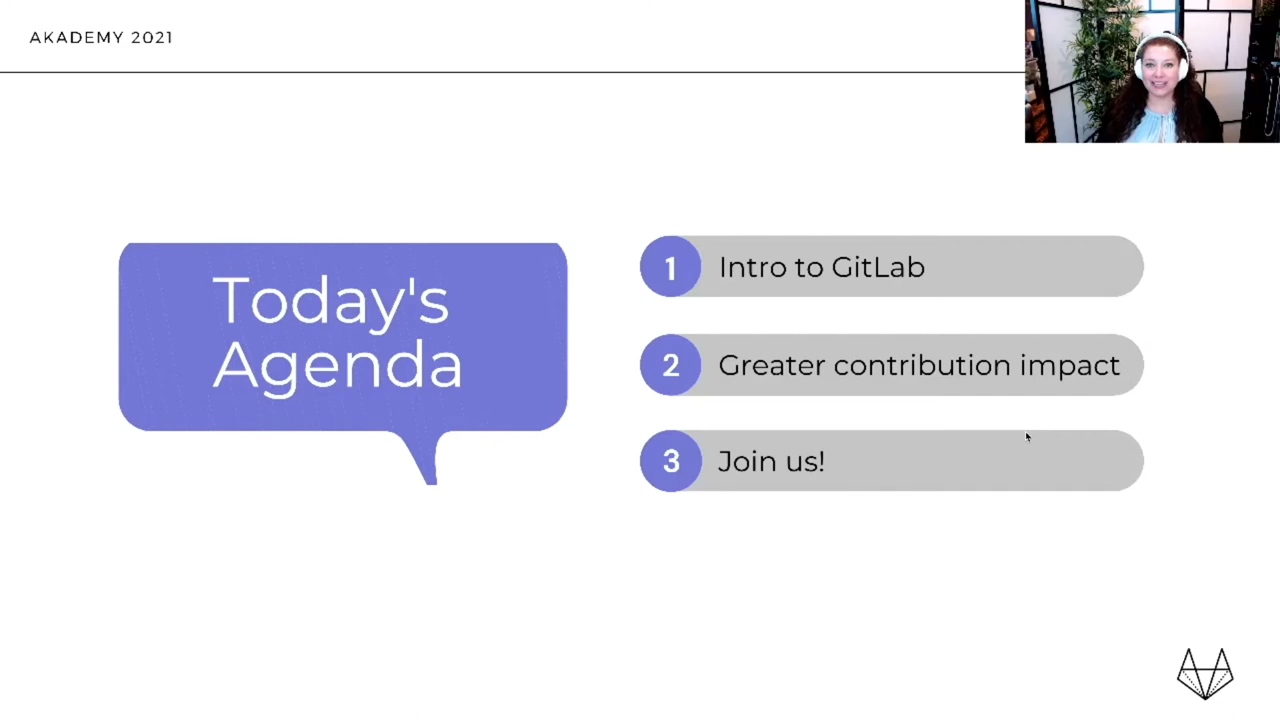 AKADEMY 2021
Today's
Agenda
1 Intro to GitLab
2 Greater contribution impact
3 Join us!